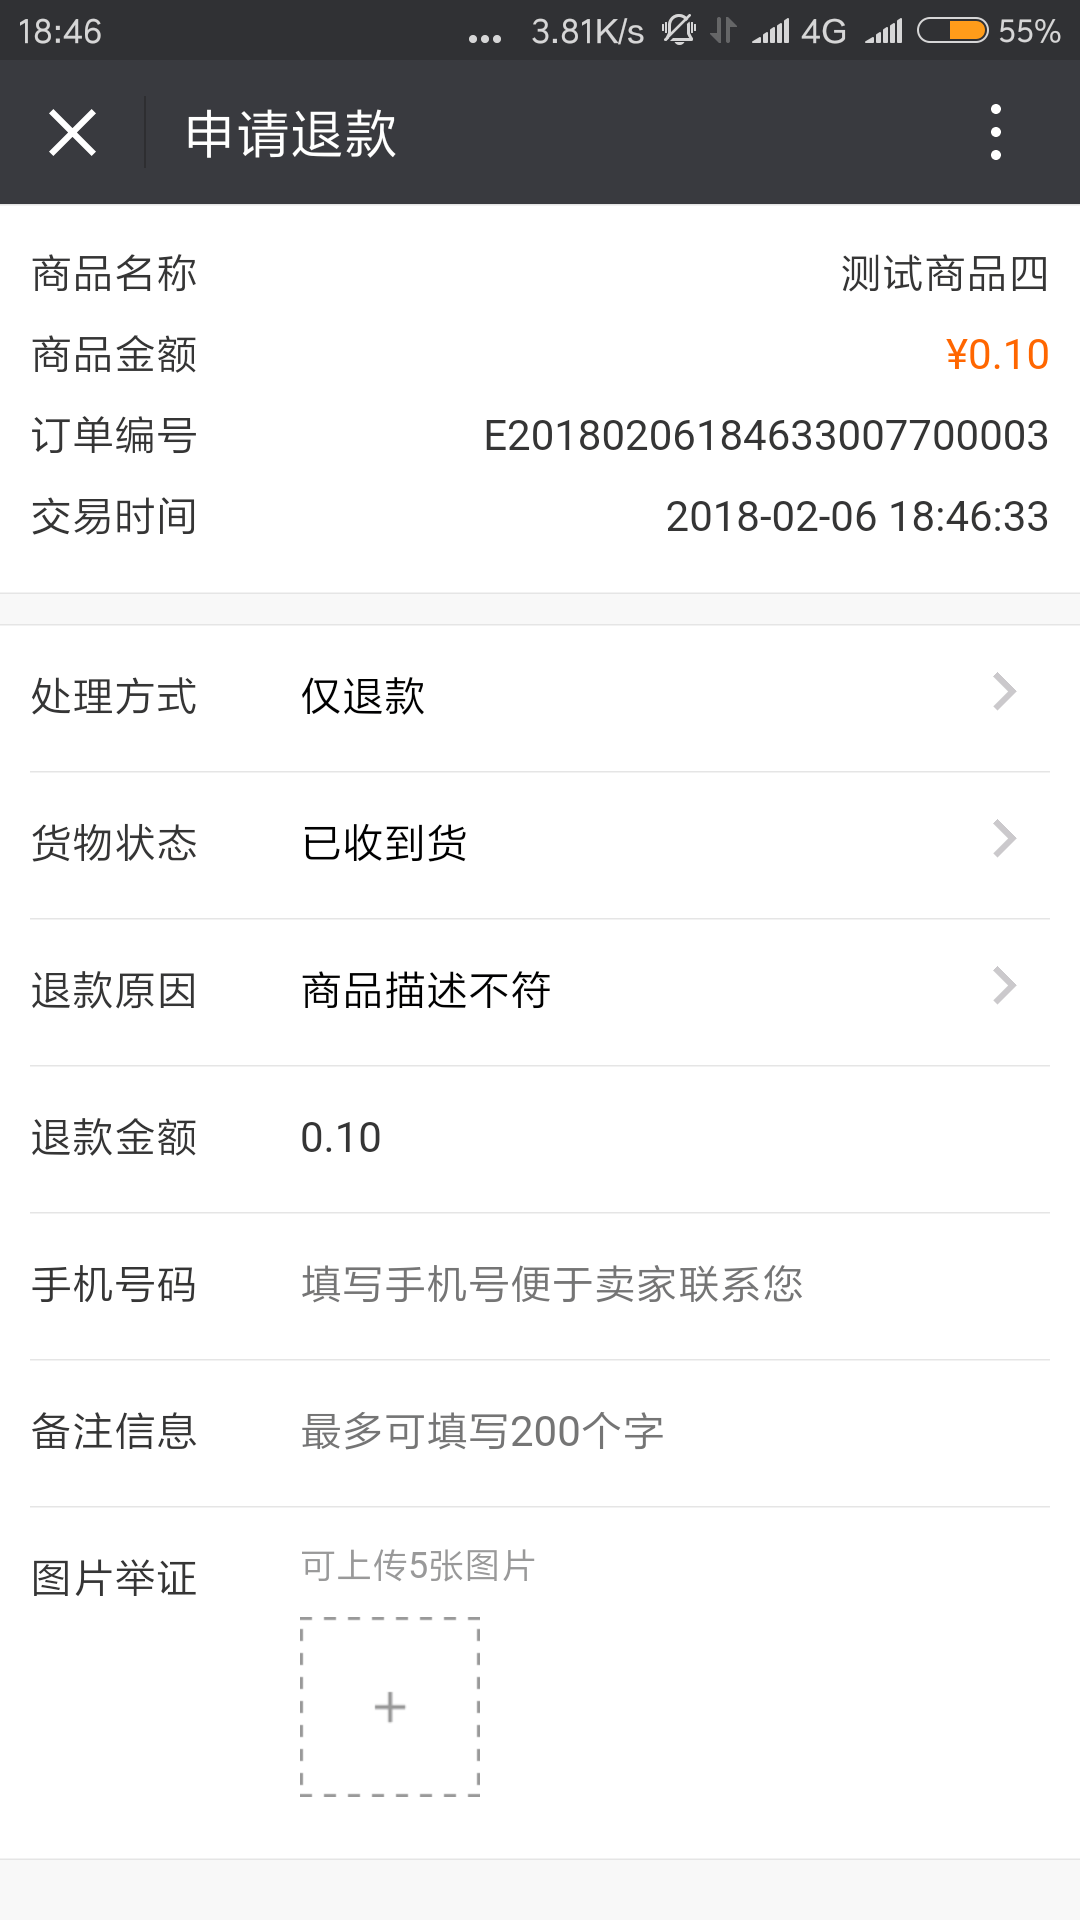 18:46 ... 3.81K/s 4G 55%
申请退款
商品名称 测试商品四
商品金额 ¥0.10
订单编号 E20180206184633007700003
交易时间 2018-02-06 18:46:33
处理方式 仅退款
货物状态 已收到货
退款原因 商品描述不符
退款金额 0.10
手机号码 填写手机号便于卖家联系您
备注信息 最多可填写200个字
图片举证 可上传5张图片
+